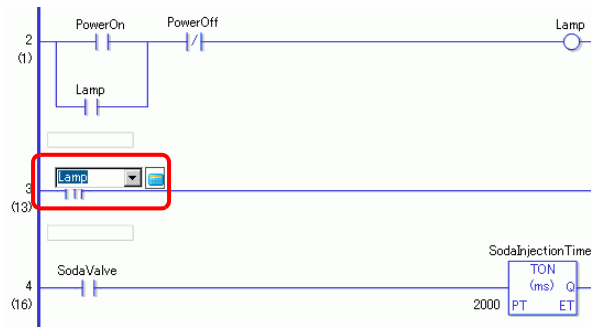 PowerOn PowerOff Lamp
2
(1)
Lamp
Lamp
3
(13)
SodaInjectionTime
SodaValve TON
4 (ms) Q
(16) 2000 PT ET